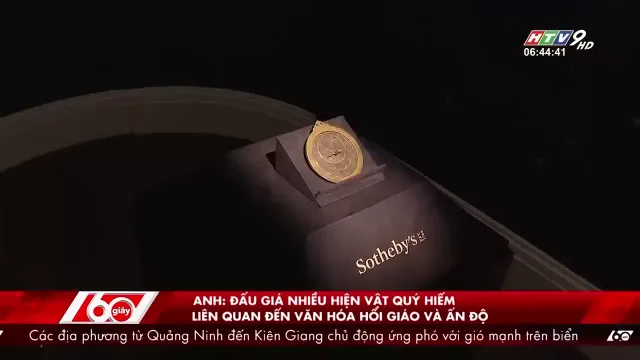 HTV9 HD
06:44:41
Sotheby's
60 giây
ANH: ĐẤU GIÁ NHIỀU HIỆN VẬT QUÝ HIẾM
LIÊN QUAN ĐẾN VĂN HÓA HỒI GIÁO VÀ ẤN ĐỘ
Các địa phương từ Quảng Ninh đến Kiên Giang chủ động ứng phó với gió mạnh trên biển
60 giây